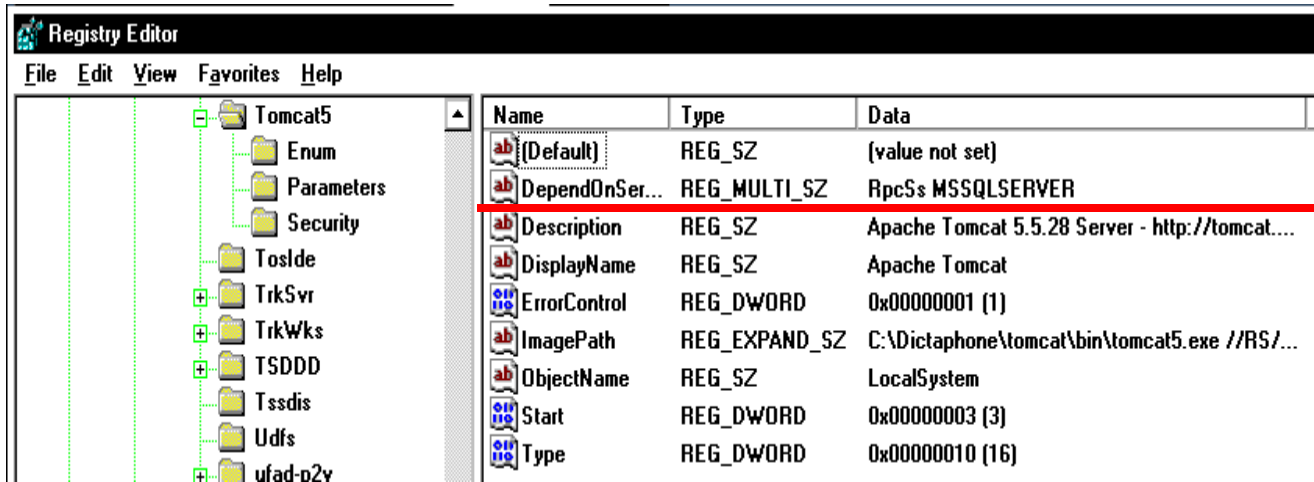 Registry Editor
File Edit View Favorites Help
Tomcat5
Enum
Parameters
Security
TosIde
TrkSvr
TrkWks
TSDDD
Tssdis
Udfs
ufad-p2v
Name Type Data
(Default) REG_SZ (value not set)
DependOnSer... REG_MULTI_SZ RpcSs MSSQLSERVER
Description REG_SZ Apache Tomcat 5.5.28 Server - http://tomcat....
DisplayName REG_SZ Apache Tomcat
ErrorControl REG_DWORD 0x00000001 (1)
ImagePath REG_EXPAND_SZ C:\Dictaphone\tomcat\bin\tomcat5.exe //RS/...
ObjectName REG_SZ LocalSystem
Start REG_DWORD 0x00000003 (3)
Type REG_DWORD 0x00000010 (16)